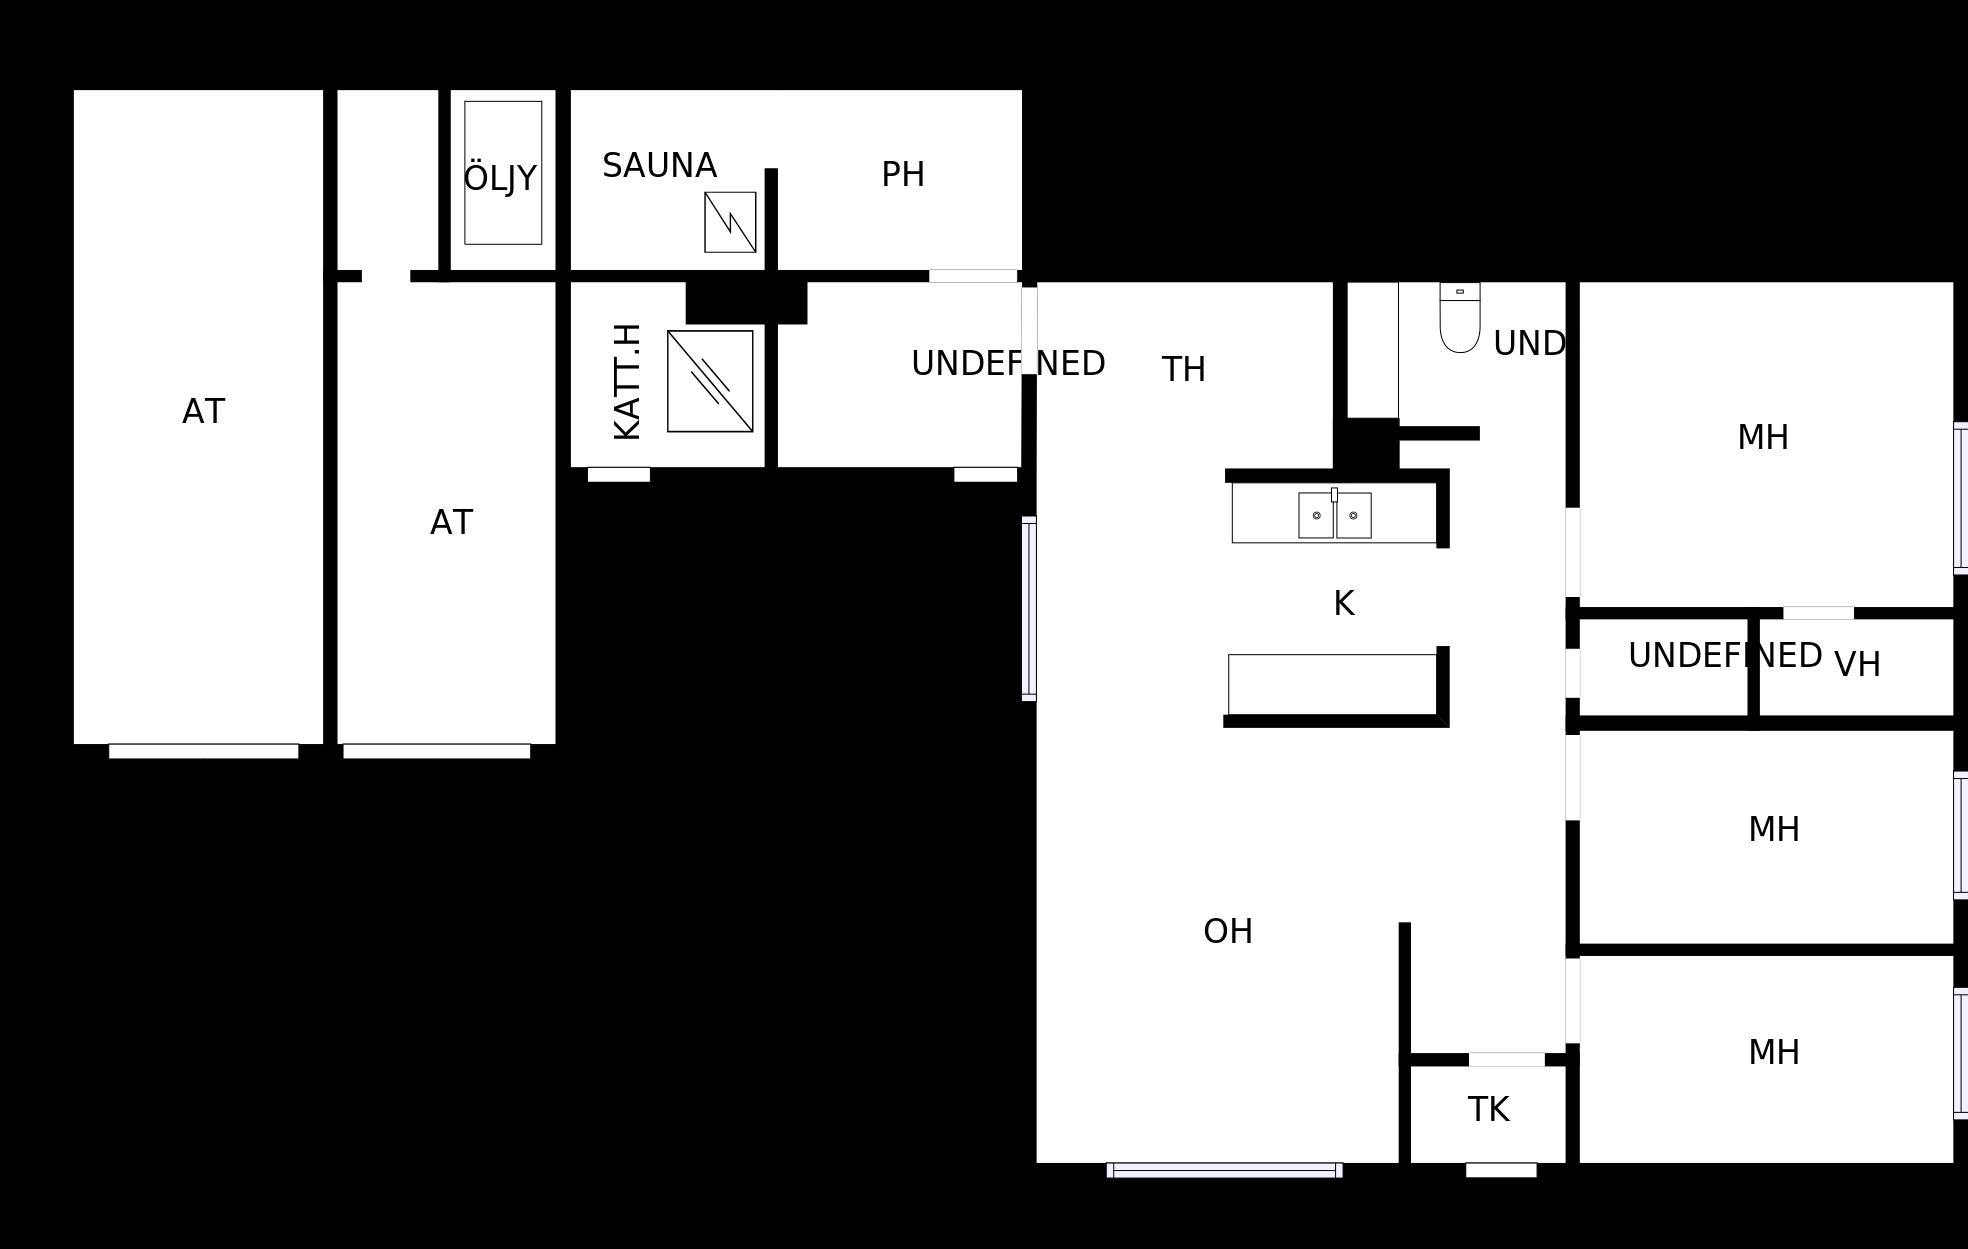 ÖLJY
SAUNA
PH
KATT.H
UNDEFINED
TH
UND
AT
MH
AT
K
UNDEFINED
VH
MH
OH
MH
TK